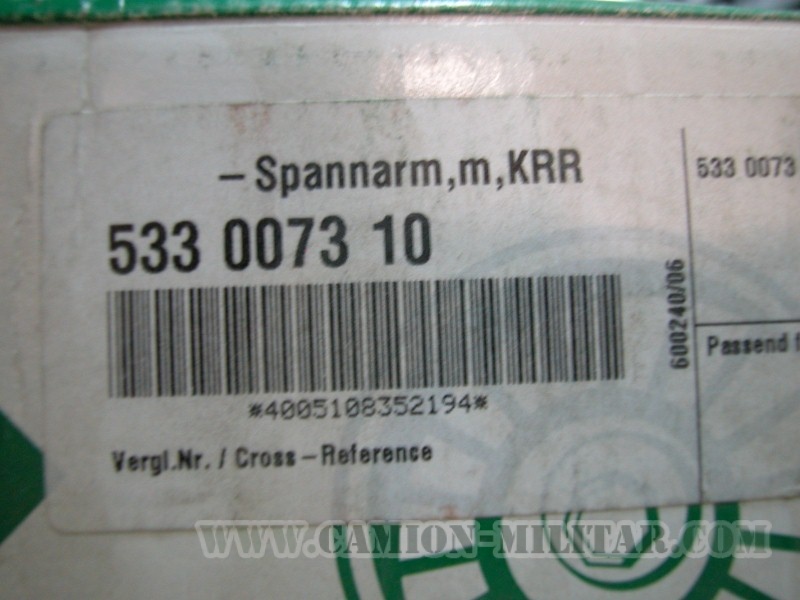 -Spannarm,m,KRR
533 0073 10
*4005108352194*
Vergl.Nr. / Cross-Reference
600240/06
533 0073
Passend f
www.camion-militar.com